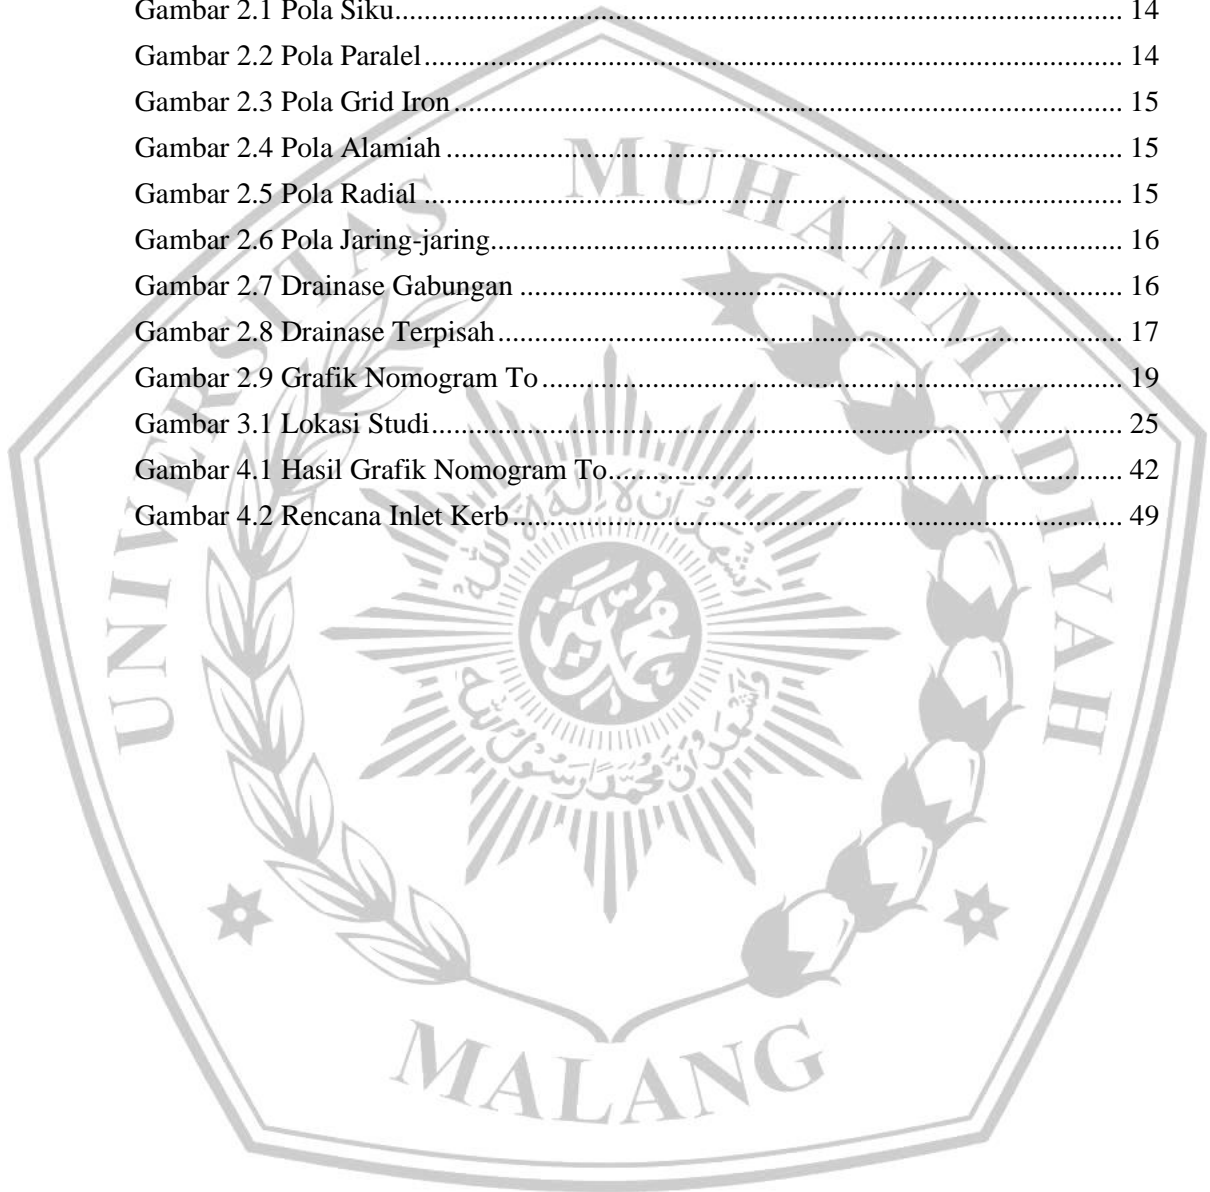 Gambar 2.1 Pola Siku.................................................. 14
Gambar 2.2 Pola Paralel.................................................. 14
Gambar 2.3 Pola Grid Iron.................................................. 15
Gambar 2.4 Pola Alamiah.................................................. 15
Gambar 2.5 Pola Radial.................................................. 15
Gambar 2.6 Pola Jaring-jaring.................................................. 16
Gambar 2.7 Drainase Gabungan.................................................. 16
Gambar 2.8 Drainase Terpisah.................................................. 17
Gambar 2.9 Grafik Nomogram To.................................................. 19
Gambar 3.1 Lokasi Studi.................................................. 25
Gambar 4.1 Hasil Grafik Nomogram To.................................................. 42
Gambar 4.2 Rencana Inlet Kerb.................................................. 49
UNIVERSITAS MUHAMMADIYAH
MALANG